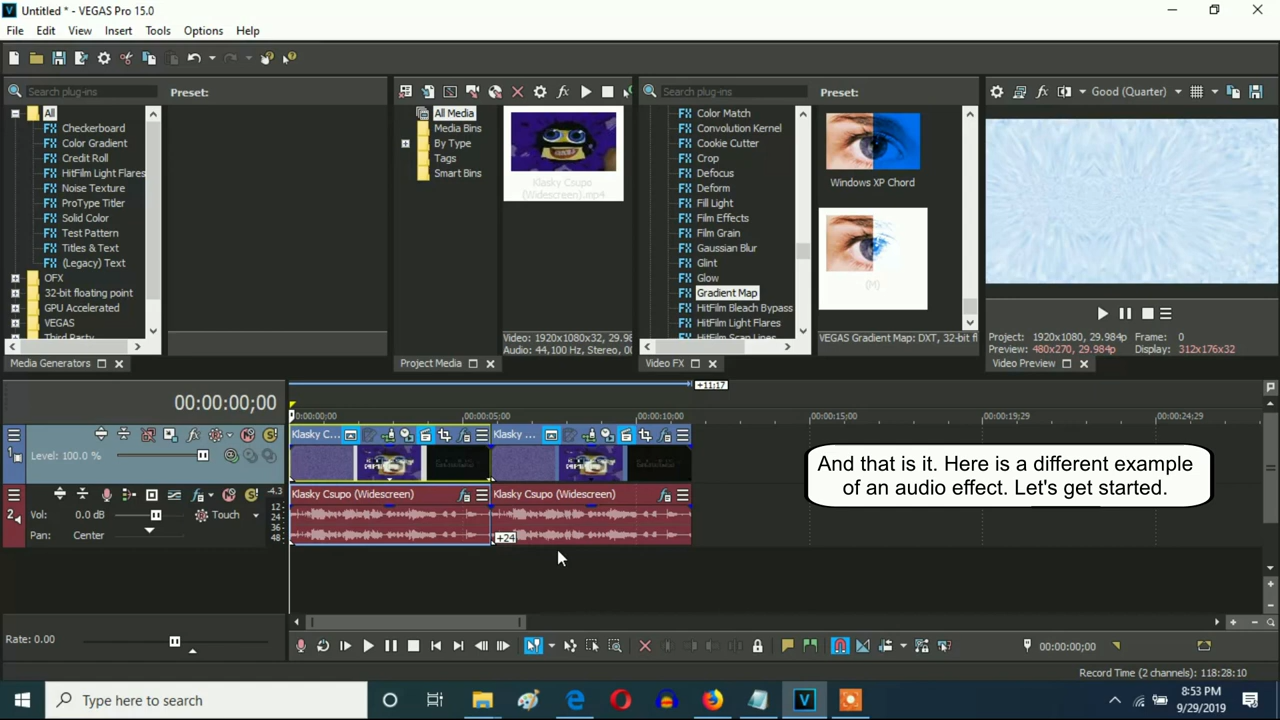 Untitled * - VEGAS Pro 15.0
File Edit View Insert Trim Tools Options Help
Search plug-ins
Preset:
Search plug-ins
Preset:
Good (Quarter)
All
Checkerboard
Color Gradient
Credit Roll
HitFilm Light Flares
Noise Texture
ProType Titler
Solid Color
Test Pattern
Titles & Text
(Legacy) Text
OFX
32-bit floating point
GPU Accelerated
VEGAS
Third Party
Media Generators
All Media
Media Bins
By Type
Tags
Smart Bins
Klasky Csupo
(Widescreen).mp4
Video: 1920x1080x32, 29.98
Audio: 44,100 Hz, Stereo, 00
Project Media
Color Match
Convolution Kernel
Cookie Cutter
Crop
Defocus
Deform
Fill Light
Film Effects
Film Grain
Gaussian Blur
Glint
Glow
Gradient Map
HitFilm Bleach Bypass
HitFilm Light Flares
HitFilm Scan Lines
Video FX
Windows XP Chord
(M)
VEGAS Gradient Map: DXT, 32-bit fl
Project: 1920x1080, 29.984p Frame: 0
Preview: 480x270, 29.984p Display: 312x176x32
Video Preview
+11:17
00:00:00;00
00:00:00;00 00:00:05;00 00:00:10;00 00:00:15;00 00:00:19;29 00:00:24;29
1
Level: 100.0 %
Klasky C...
Klasky ...
2
Vol: 0.0 dB
Touch
Pan: Center
-4.3
12
24
36
48
Klasky Csupo (Widescreen)
Klasky Csupo (Widescreen)
+24
And that is it. Here is a different example
of an audio effect. Let's get started.
Rate: 0.00
00:00:00;00
Record Time (2 channels): 118:28:10
Type here to search
8:53 PM
9/29/2019